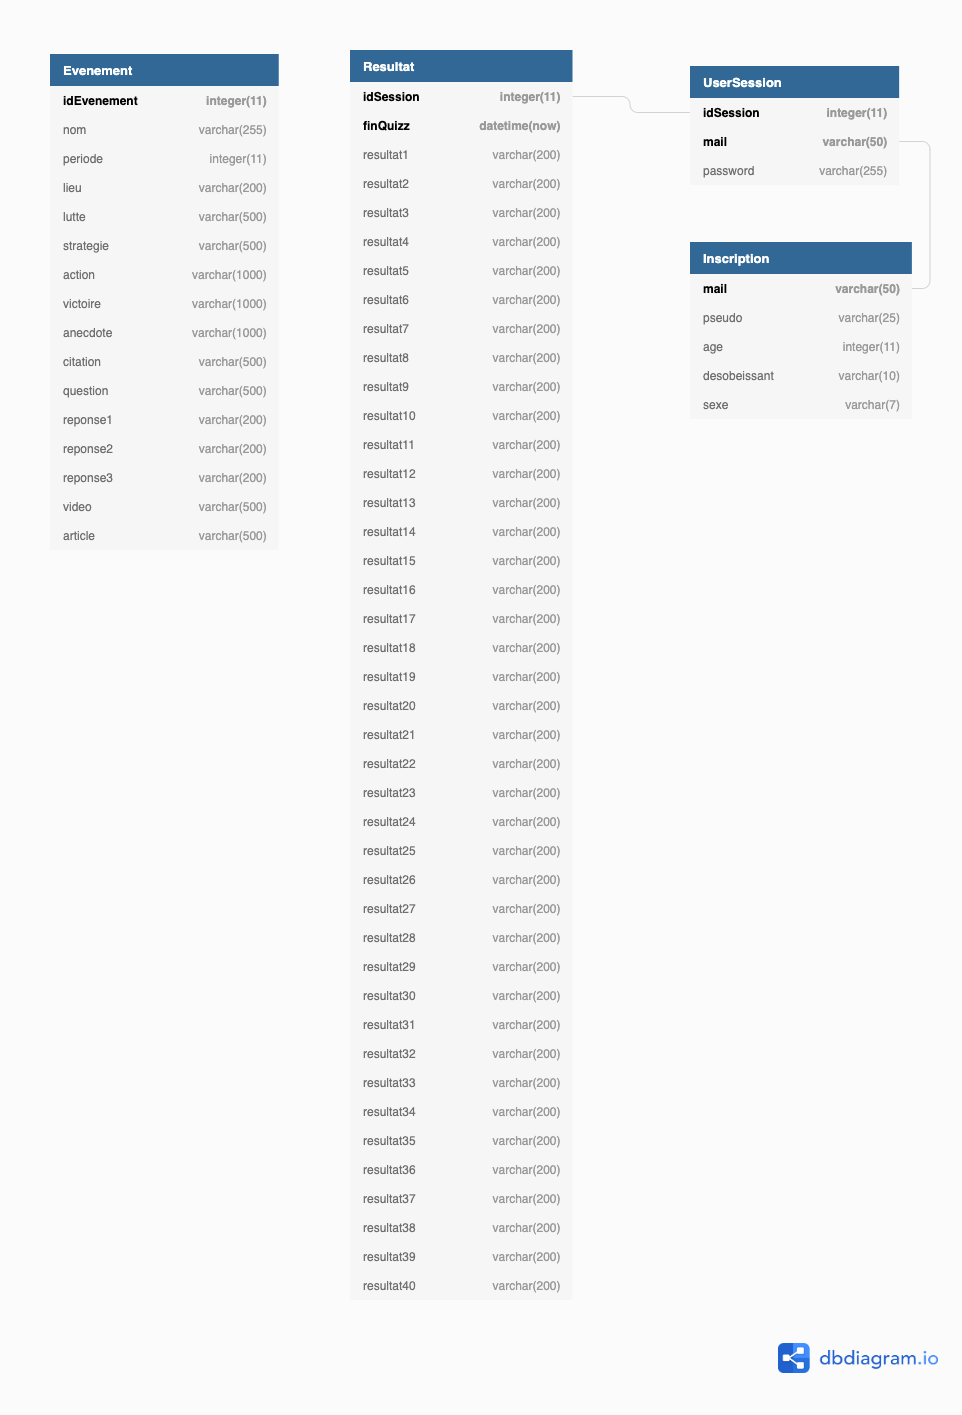 Evenement
idEvenement integer(11)
nom varchar(255)
periode integer(11)
lieu varchar(200)
lutte varchar(500)
strategie varchar(500)
action varchar(1000)
victoire varchar(1000)
anecdote varchar(1000)
citation varchar(500)
question varchar(500)
reponse1 varchar(200)
reponse2 varchar(200)
reponse3 varchar(200)
video varchar(500)
article varchar(500)
Resultat
idSession integer(11)
finQuizz datetime(now)
resultat1 varchar(200)
resultat2 varchar(200)
resultat3 varchar(200)
resultat4 varchar(200)
resultat5 varchar(200)
resultat6 varchar(200)
resultat7 varchar(200)
resultat8 varchar(200)
resultat9 varchar(200)
resultat10 varchar(200)
resultat11 varchar(200)
resultat12 varchar(200)
resultat13 varchar(200)
resultat14 varchar(200)
resultat15 varchar(200)
resultat16 varchar(200)
resultat17 varchar(200)
resultat18 varchar(200)
resultat19 varchar(200)
resultat20 varchar(200)
resultat21 varchar(200)
resultat22 varchar(200)
resultat23 varchar(200)
resultat24 varchar(200)
resultat25 varchar(200)
resultat26 varchar(200)
resultat27 varchar(200)
resultat28 varchar(200)
resultat29 varchar(200)
resultat30 varchar(200)
resultat31 varchar(200)
resultat32 varchar(200)
resultat33 varchar(200)
resultat34 varchar(200)
resultat35 varchar(200)
resultat36 varchar(200)
resultat37 varchar(200)
resultat38 varchar(200)
resultat39 varchar(200)
resultat40 varchar(200)
UserSession
idSession integer(11)
mail varchar(50)
password varchar(255)
Inscription
mail varchar(50)
pseudo varchar(25)
age integer(11)
desobeissant varchar(10)
sexe varchar(7)
dbdiagram.io